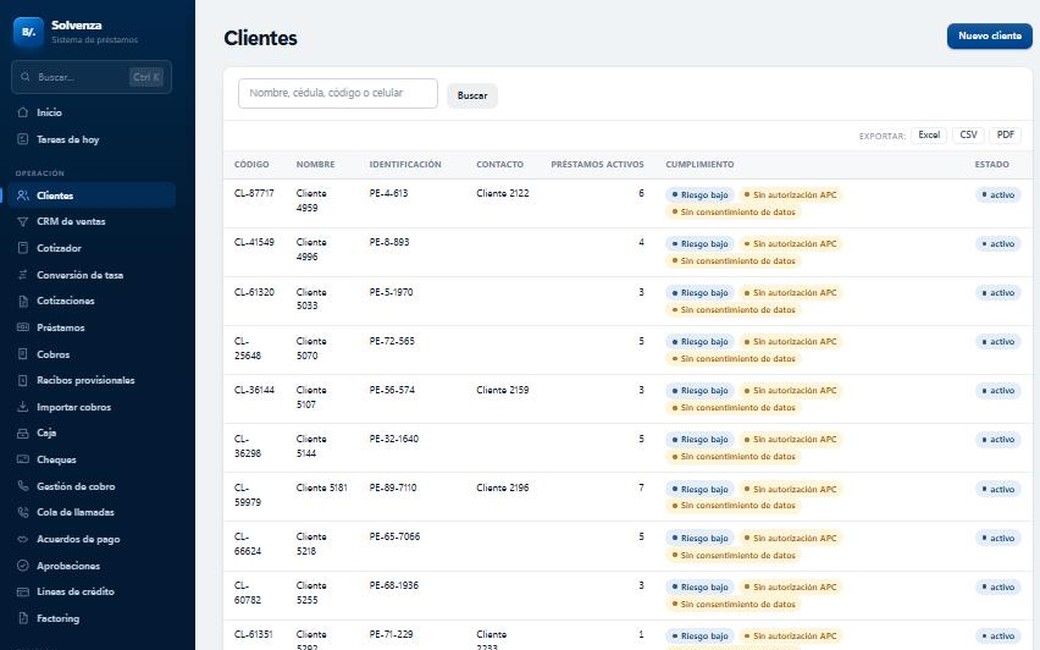 B/.
Solvenza
Sistema de préstamos
Buscar...
Ctrl K
Inicio
Tareas de hoy
OPERACIÓN
Clientes
CRM de ventas
Cotizador
Conversión de tasa
Cotizaciones
Préstamos
Cobros
Recibos provisionales
Importar cobros
Caja
Cheques
Gestión de cobro
Cola de llamadas
Acuerdos de pago
Aprobaciones
Líneas de crédito
Factoring
Clientes
Nuevo cliente
Nombre, cédula, código o celular
Buscar
EXPORTAR: Excel CSV PDF
CÓDIGO NOMBRE IDENTIFICACIÓN CONTACTO PRÉSTAMOS ACTIVOS CUMPLIMIENTO ESTADO
CL-87717 Cliente PE-4-613 Cliente 2122 6 Riesgo bajo Sin autorización APC activo
4959 Sin consentimiento de datos
CL-41549 Cliente PE-8-893 4 Riesgo bajo Sin autorización APC activo
4996 Sin consentimiento de datos
CL-61320 Cliente PE-5-1970 3 Riesgo bajo Sin autorización APC activo
5033 Sin consentimiento de datos
CL- Cliente PE-72-565 5 Riesgo bajo Sin autorización APC activo
25648 5070 Sin consentimiento de datos
CL-36144 Cliente PE-56-574 Cliente 2159 3 Riesgo bajo Sin autorización APC activo
5107 Sin consentimiento de datos
CL- Cliente PE-32-1640 5 Riesgo bajo Sin autorización APC activo
36298 5144 Sin consentimiento de datos
CL- Cliente 5181 PE-89-7110 Cliente 2196 7 Riesgo bajo Sin autorización APC activo
59979 Sin consentimiento de datos
CL- Cliente PE-65-7066 5 Riesgo bajo Sin autorización APC activo
66624 5218 Sin consentimiento de datos
CL- Cliente PE-68-1936 3 Riesgo bajo Sin autorización APC activo
60782 5255 Sin consentimiento de datos
CL-61351 Cliente PE-71-229 Cliente 1 Riesgo bajo Sin autorización APC activo
5292 2233